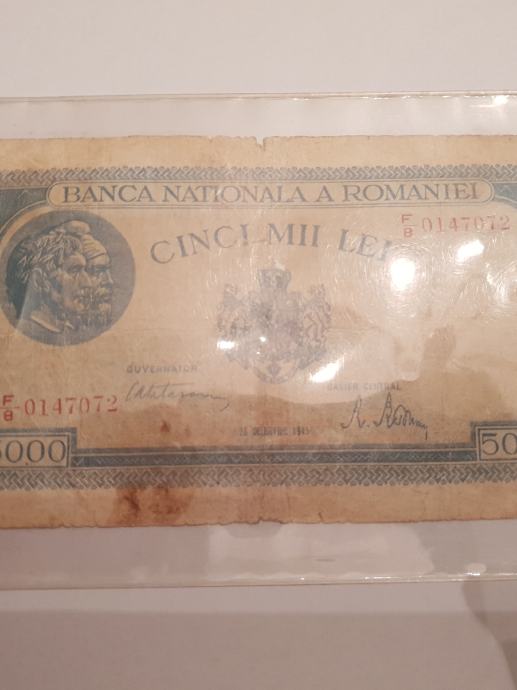 BANCA NATIONALA A ROMANIEI
F/8 0147072
CINCI MII LEI
GUVERNATOR
CASIER CENTRAL
F/8 0147072
5000
50